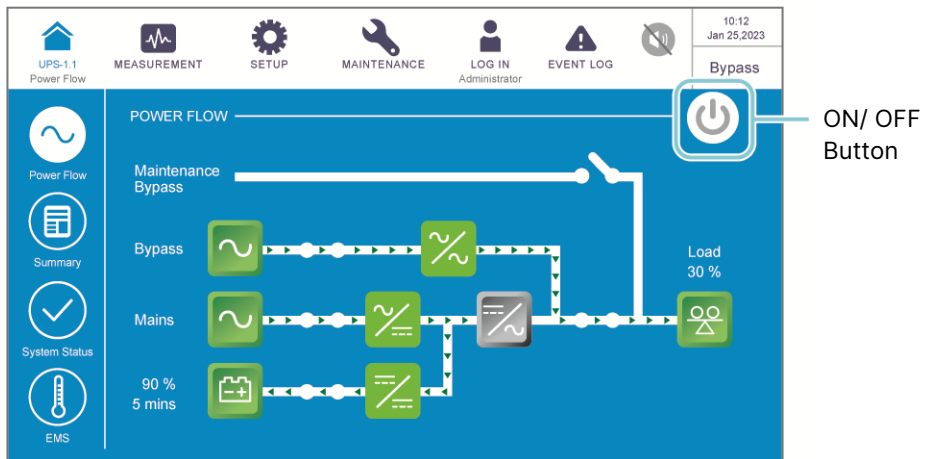 UPS-1.1
Power Flow
MEASUREMENT
SETUP
MAINTENANCE
LOG IN
Administrator
EVENT LOG
10:12
Jan 25,2023
Bypass
Power Flow
Summary
System Status
EMS
POWER FLOW
Maintenance
Bypass
Bypass
Mains
90 %
5 mins
Load
30 %
ON/ OFF
Button